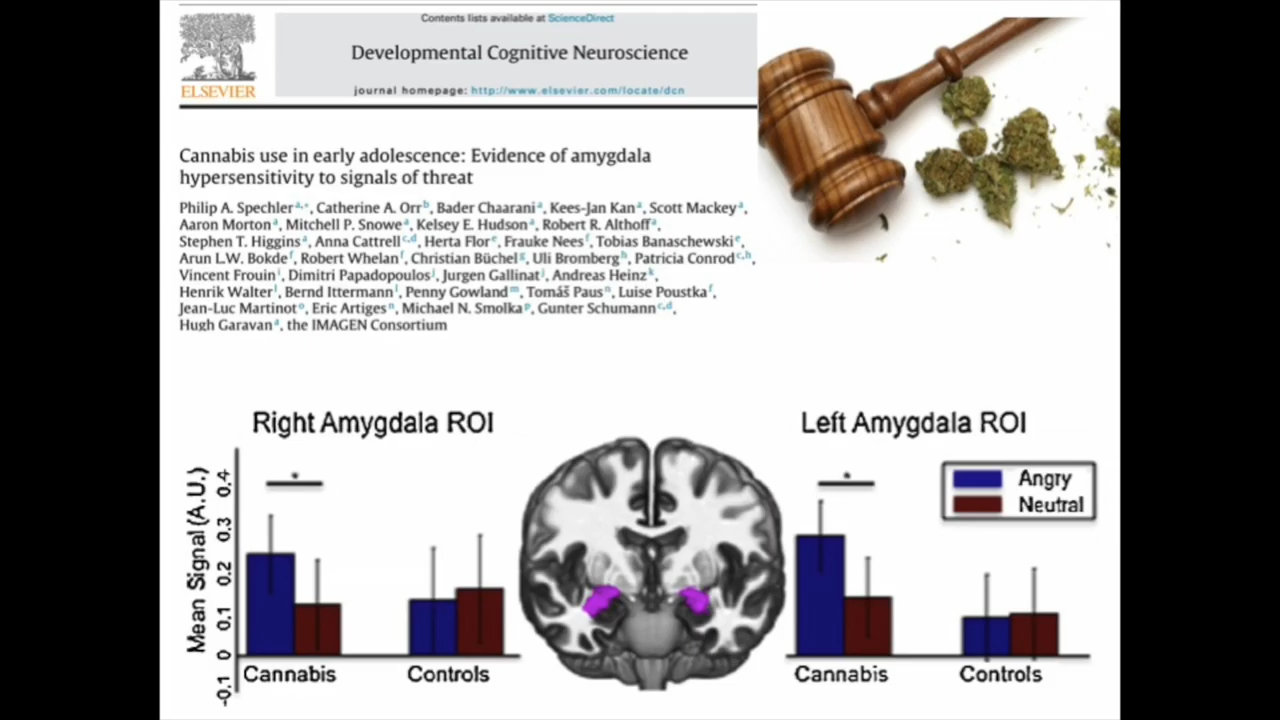 Contents lists available at ScienceDirect
Developmental Cognitive Neuroscience
journal homepage: http://www.elsevier.com/locate/dcn
ELSEVIER
Cannabis use in early adolescence: Evidence of amygdala
hypersensitivity to signals of threat
Philip A. Spechler a,*, Catherine A. Orr b, Bader Chaarani a, Kees-Jan Kan a, Scott Mackey a,
Aaron Morton a, Mitchell P. Snowe a, Kelsey E. Hudson a, Robert R. Althoff a,
Stephen T. Higgins a, Anna Cattrell c,d, Herta Flor e, Frauke Nees f, Tobias Banaschewski e,
Arun L.W. Bokde f, Robert Whelan f, Christian Büchel g, Uli Bromberg h, Patricia Conrod c,h,
Vincent Frouin i, Dimitri Papadopoulos j, Jurgen Gallinat j, Andreas Heinz k,
Henrik Walter l, Bernd Ittermann l, Penny Gowland m, Tomáš Paus n, Luise Poustka f,
Jean-Luc Martinot o, Eric Artiges n, Michael N. Smolka p, Gunter Schumann c,d,
Hugh Garavan a, the IMAGEN Consortium
Right Amygdala ROI
Left Amygdala ROI
Mean Signal (A.U.)
0.4
0.3
0.2
0.1
0
-0.1
*
*
Angry
Neutral
Cannabis
Controls
Cannabis
Controls